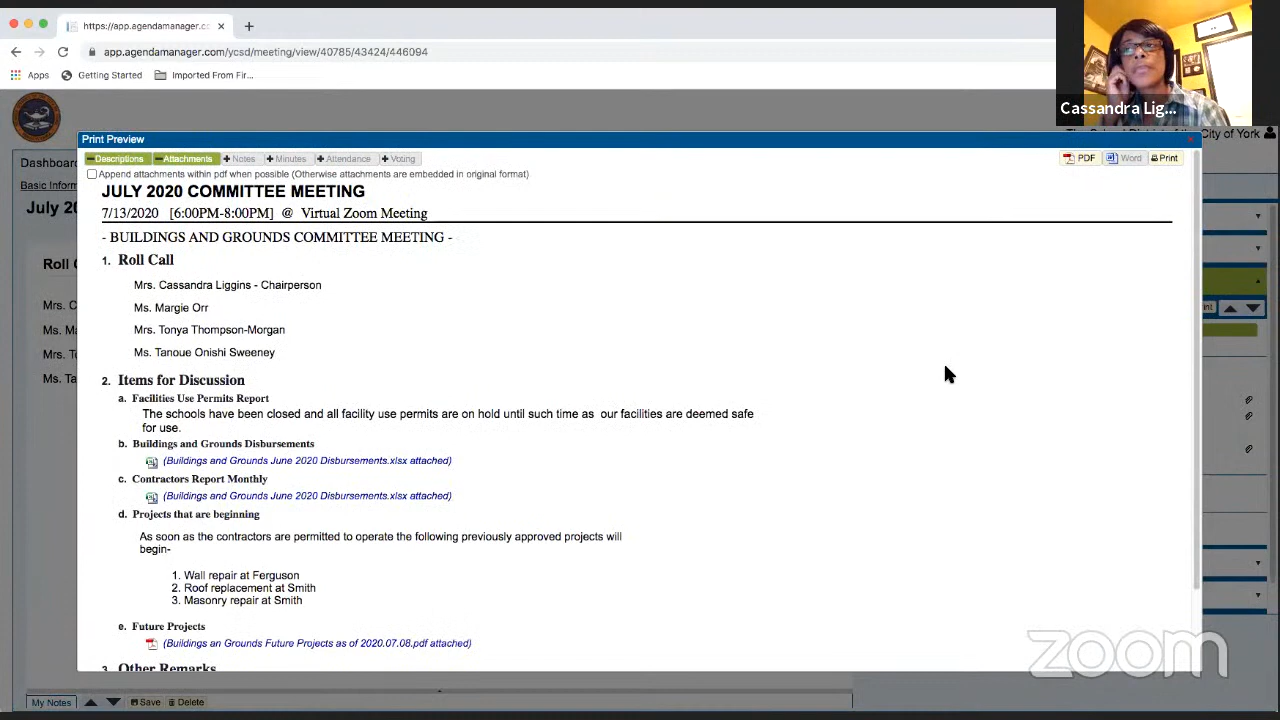 https://app.agendamanager.c
app.agendamanager.com/ycsd/meeting/view/40785/43424/446094
Apps Getting Started Imported From Fir...
Cassandra Lig...
The School District of the City of York
Dashboar
Basic Inform
July 20
Roll C
Mrs. C
Ms. Ma
Mrs. To
Ms. Ta
Print Preview
Descriptions Attachments Notes Minutes Attendance Voting
PDF Word Print
Append attachments within pdf when possible (Otherwise attachments are embedded in original format)
JULY 2020 COMMITTEE MEETING
7/13/2020 [6:00PM-8:00PM] @ Virtual Zoom Meeting
- BUILDINGS AND GROUNDS COMMITTEE MEETING -
1. Roll Call
Mrs. Cassandra Liggins - Chairperson
Ms. Margie Orr
Mrs. Tonya Thompson-Morgan
Ms. Tanoue Onishi Sweeney
2. Items for Discussion
a. Facilities Use Permits Report
The schools have been closed and all facility use permits are on hold until such time as our facilities are deemed safe
for use.
b. Buildings and Grounds Disbursements
(Buildings and Grounds June 2020 Disbursements.xlsx attached)
c. Contractors Report Monthly
(Buildings and Grounds June 2020 Disbursements.xlsx attached)
d. Projects that are beginning
As soon as the contractors are permitted to operate the following previously approved projects will
begin-
1. Wall repair at Ferguson
2. Roof replacement at Smith
3. Masonry repair at Smith
e. Future Projects
(Buildings an Grounds Future Projects as of 2020.07.08.pdf attached)
3. Other Remarks
zoom
My Notes Save Delete